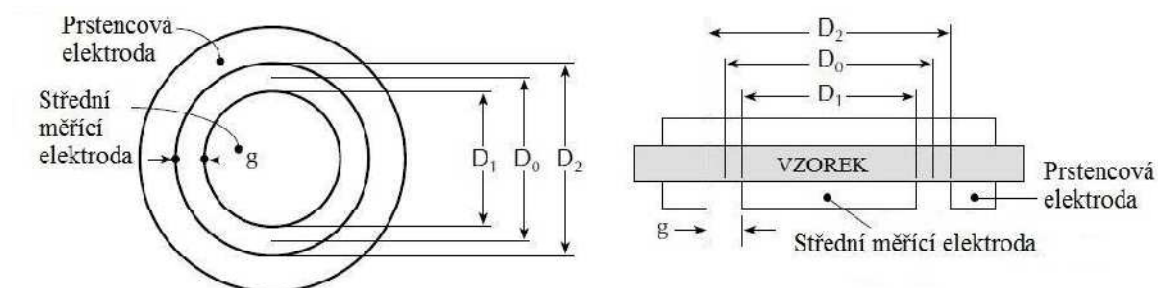 Prstencová
elektroda
Střední
měřící
elektroda
g
D₁
D₀
D₂
D₂
D₀
D₁
VZOREK
Prstencová
elektroda
g
Střední měřící elektroda